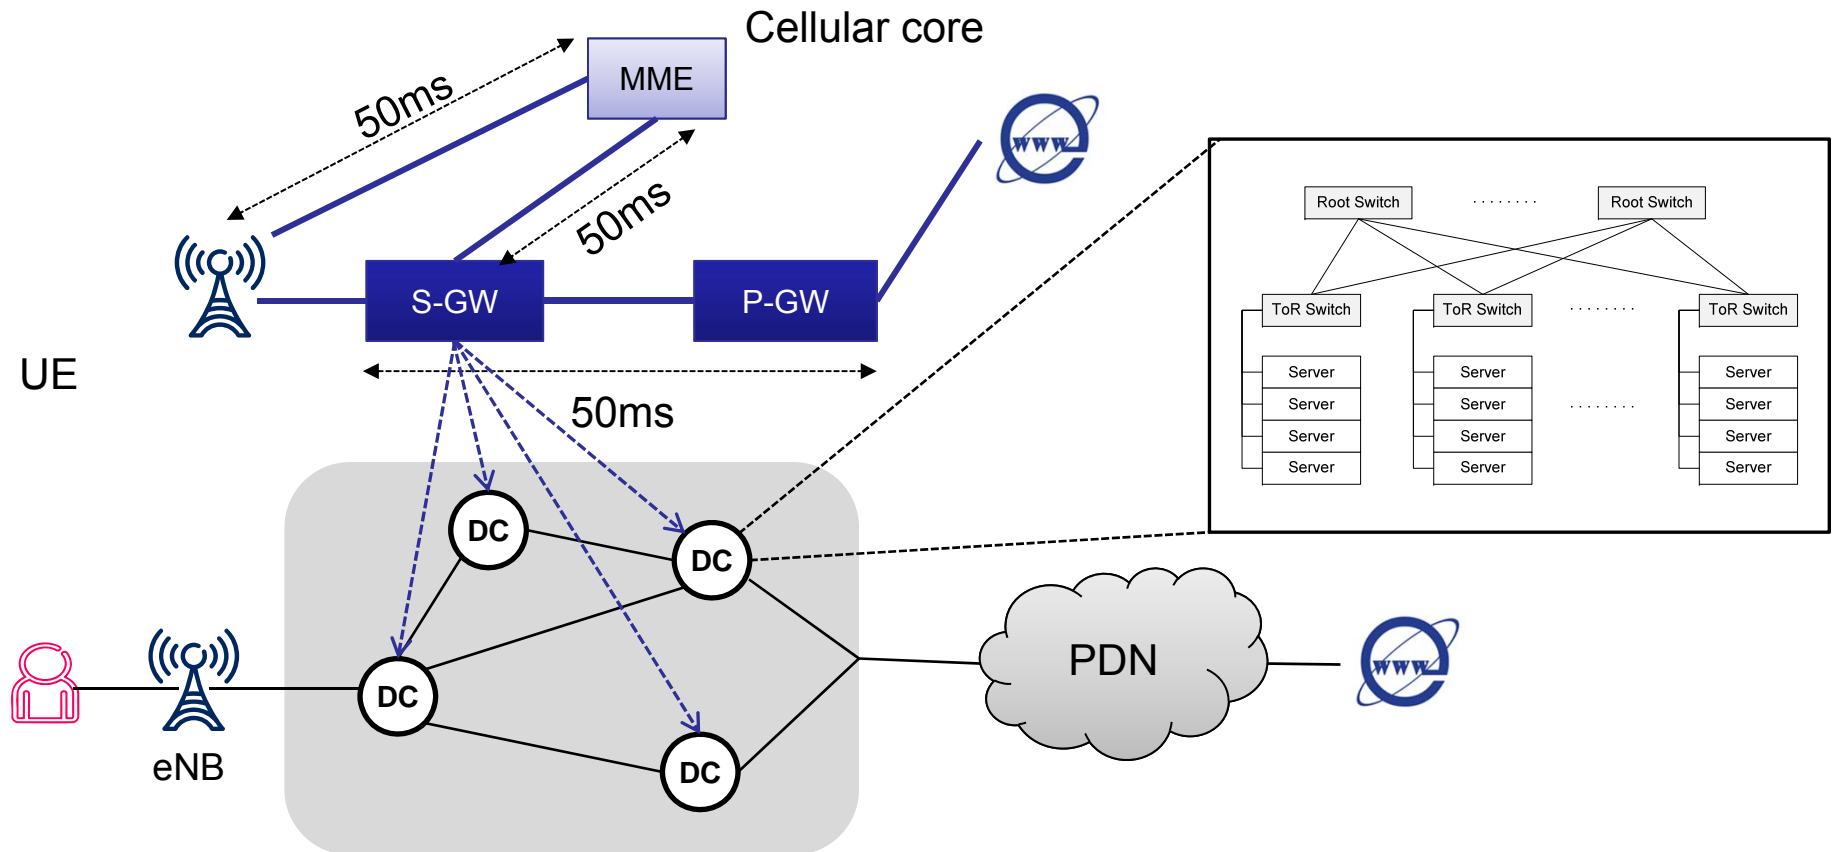 Cellular core
MME
50ms
www
50ms
S-GW
P-GW
UE
50ms
Root Switch
········
Root Switch
ToR Switch
ToR Switch
········
ToR Switch
Server
Server
Server
Server
Server
Server
········
Server
Server
Server
Server
Server
Server
DC
DC
DC
DC
eNB
PDN
www